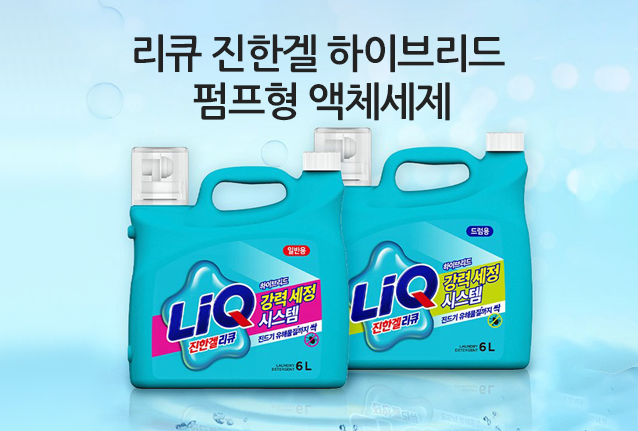 리큐 진한겔 하이브리드
펌프형 액체세제
일반용
하이브리드
강력 세정
시스템
LiQ
진한겔리큐
진드기 유해물질까지 싹
LAUNDRY
DETERGENT 6 L
드럼용
하이브리드
강력 세정
시스템
LiQ
진한겔리큐
진드기 유해물질까지 싹
LAUNDRY
DETERGENT 6 L